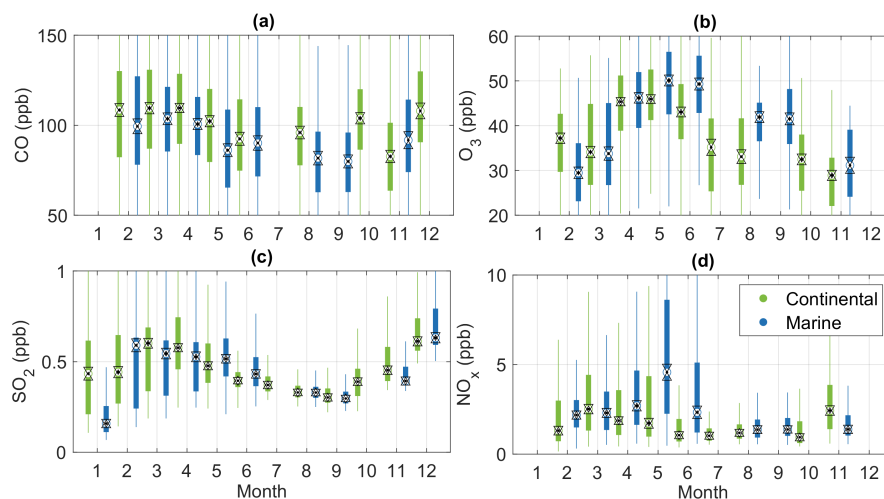 (a)
CO (ppb)
150
100
50
1 2 3 4 5 6 7 8 9 10 11 12
(b)
O3 (ppb)
60
50
40
30
20
1 2 3 4 5 6 7 8 9 10 11 12
(c)
SO2 (ppb)
1
0.5
0
1 2 3 4 5 6 7 8 9 10 11 12
Month
(d)
NOx (ppb)
10
5
0
Continental
Marine
1 2 3 4 5 6 7 8 9 10 11 12
Month